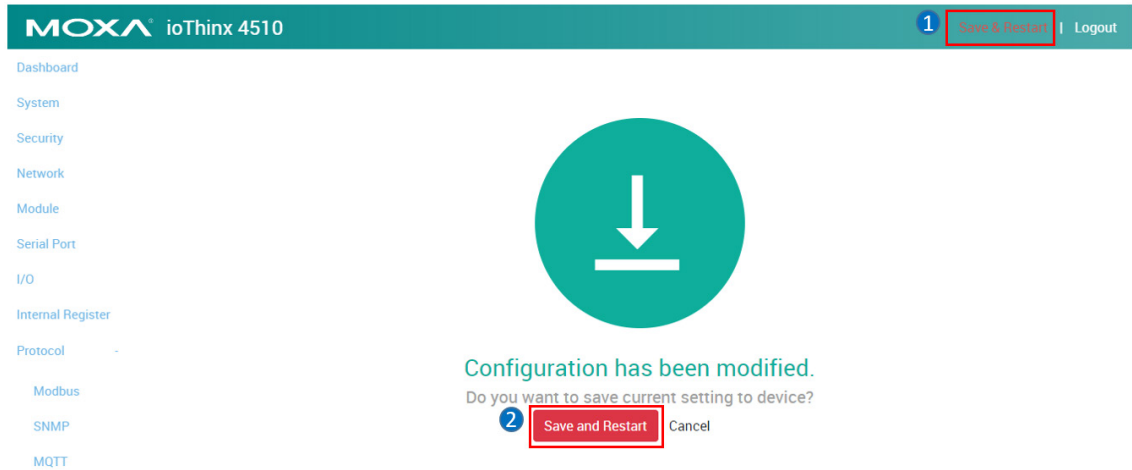 MOXA® ioThinx 4510
1 Save & Restart | Logout
Dashboard
System
Security
Network
Module
Serial Port
I/O
Internal Register
Protocol -
Modbus
SNMP
MQTT
Configuration has been modified.
Do you want to save current setting to device?
2 Save and Restart Cancel